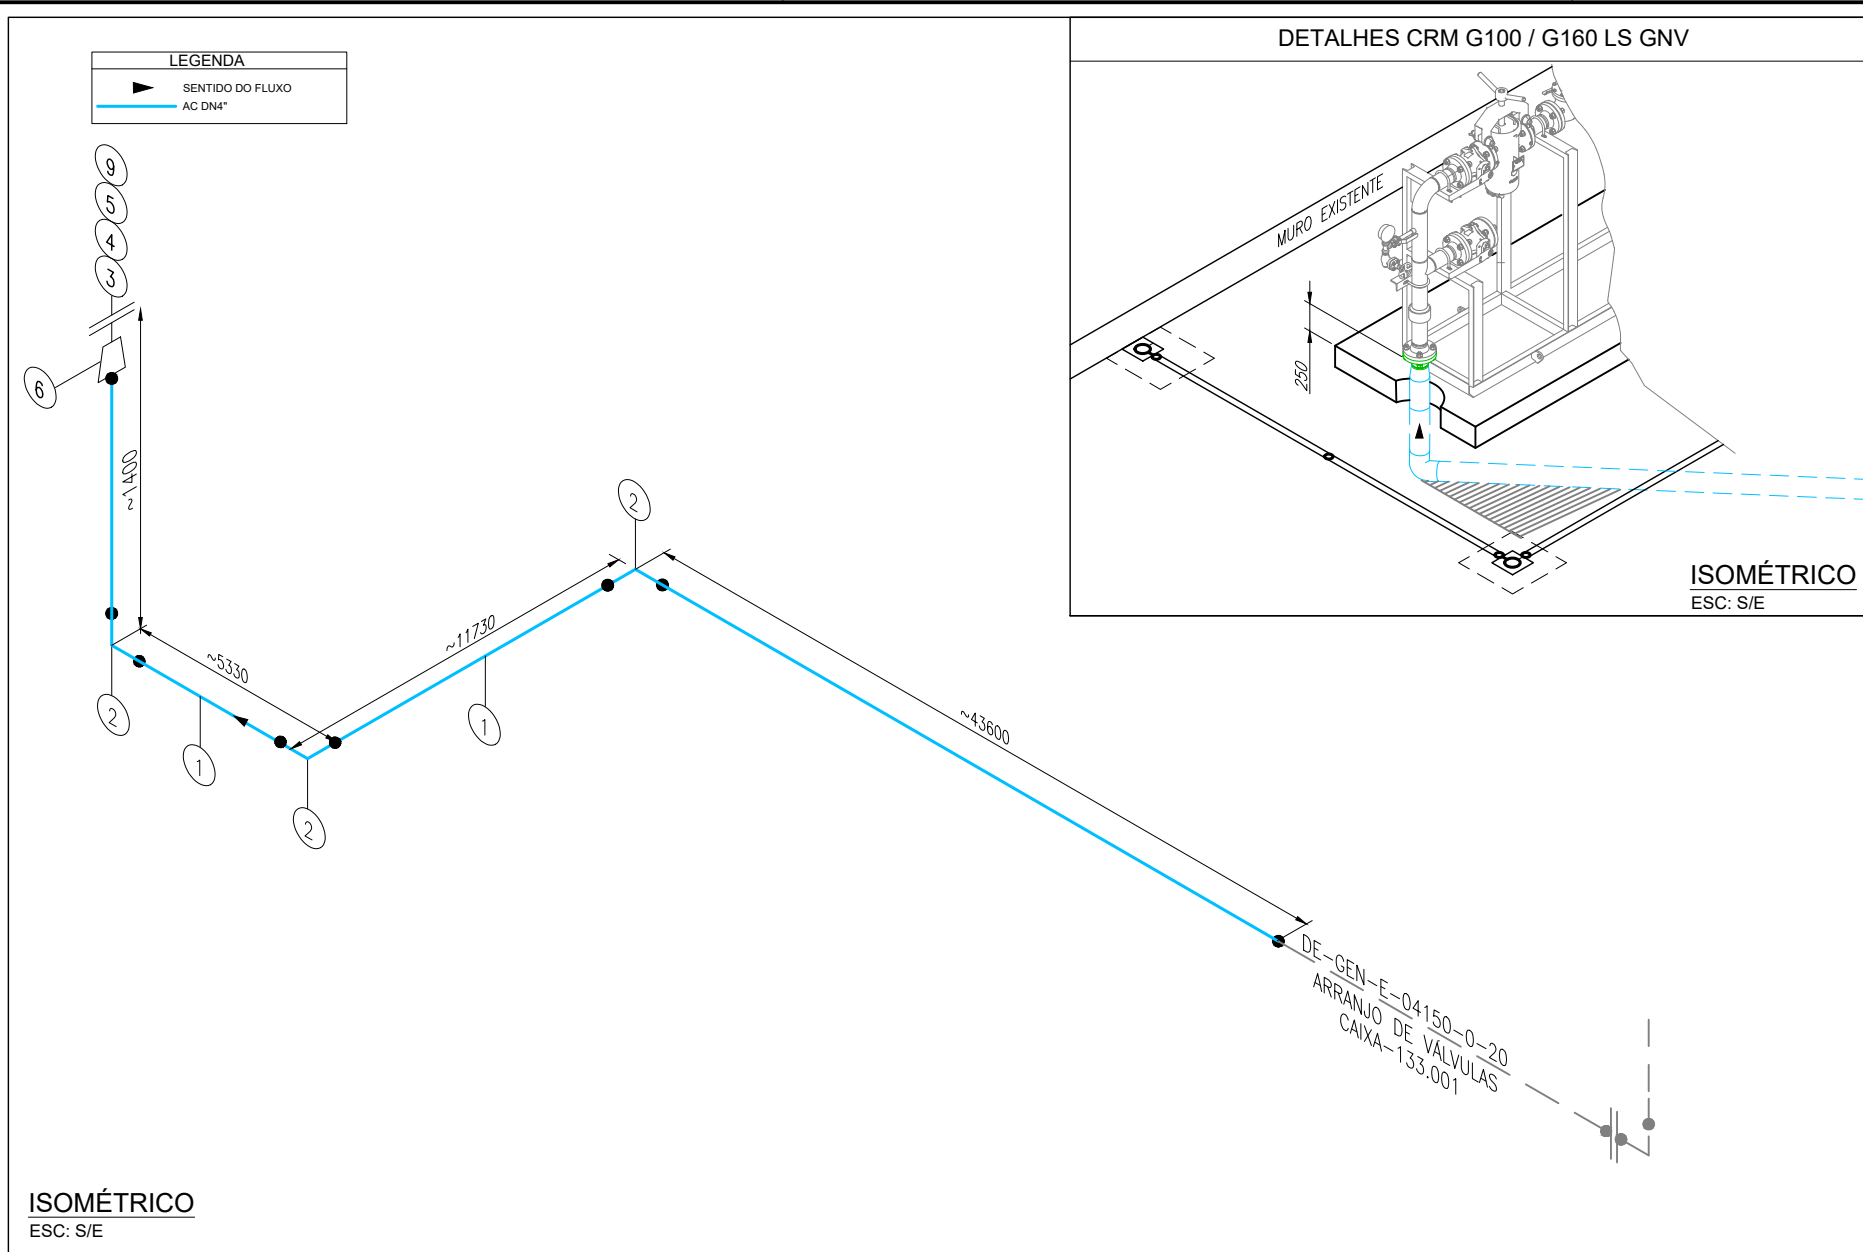 LEGENDA
SENTIDO DO FLUXO
AC DN4"
9
5
4
3
6
~1400
2
~5330
1
2
~11730
1
2
~43600
DE-GEN-E-04150-0-20
ARRANJO DE VÁLVULAS
CAIXA-133.001
ISOMÉTRICO
ESC: S/E
DETALHES CRM G100 / G160 LS GNV
MURO EXISTENTE
250
ISOMÉTRICO
ESC: S/E